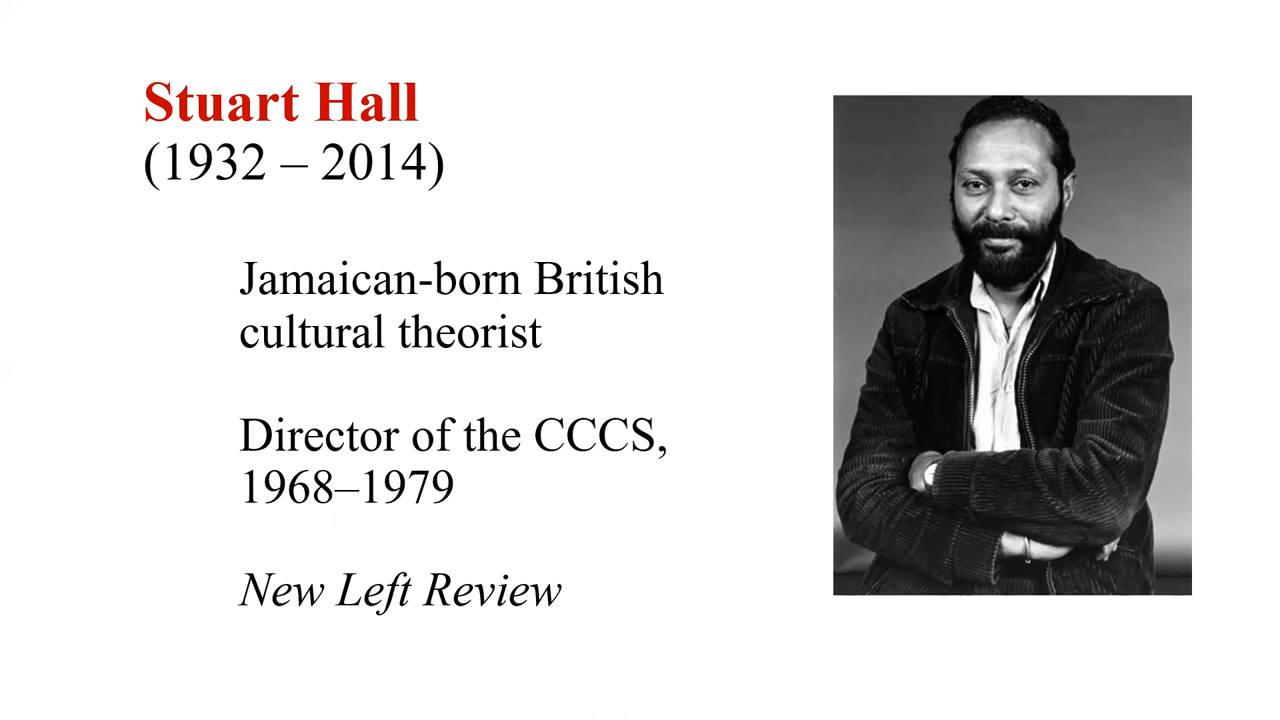 Stuart Hall
(1932 – 2014)
Jamaican-born British
cultural theorist
Director of the CCCS,
1968–1979
New Left Review